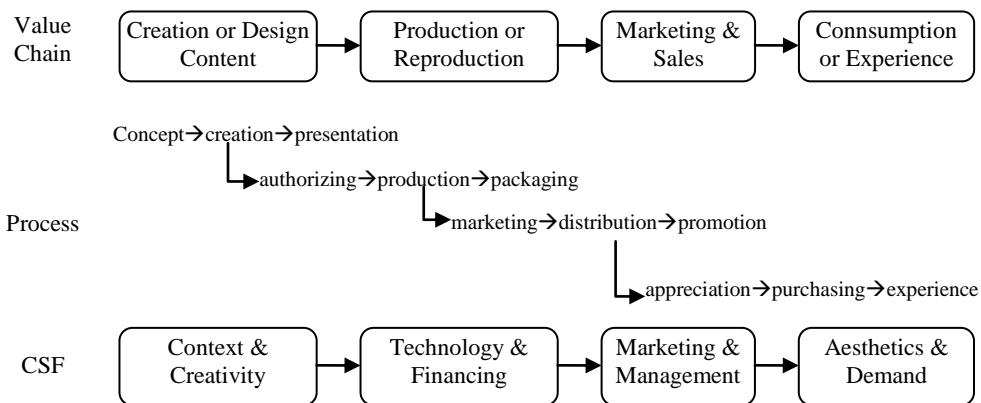 Value
Chain
Creation or Design
Content
Production or
Reproduction
Marketing &
Sales
Connsumption
or Experience
Concept→creation→presentation
authorizing→production→packaging
marketing→distribution→promotion
Process
appreciation→purchasing→experience
CSF
Context &
Creativity
Technology &
Financing
Marketing &
Management
Aesthetics &
Demand